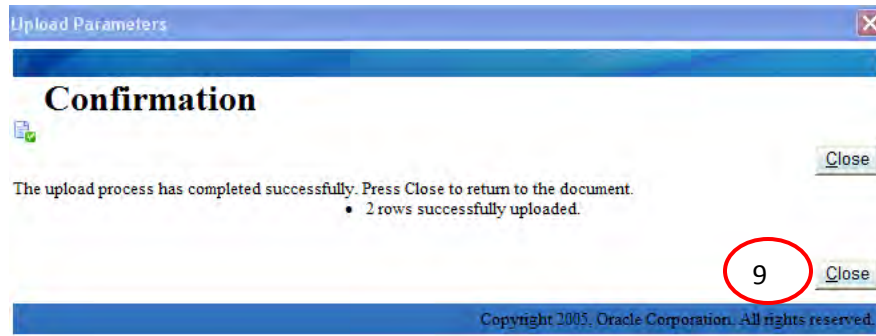 Upload Parameters
Confirmation
Close
The upload process has completed successfully. Press Close to return to the document.
• 2 rows successfully uploaded.
9
Close
Copyright 2005, Oracle Corporation. All rights reserved.